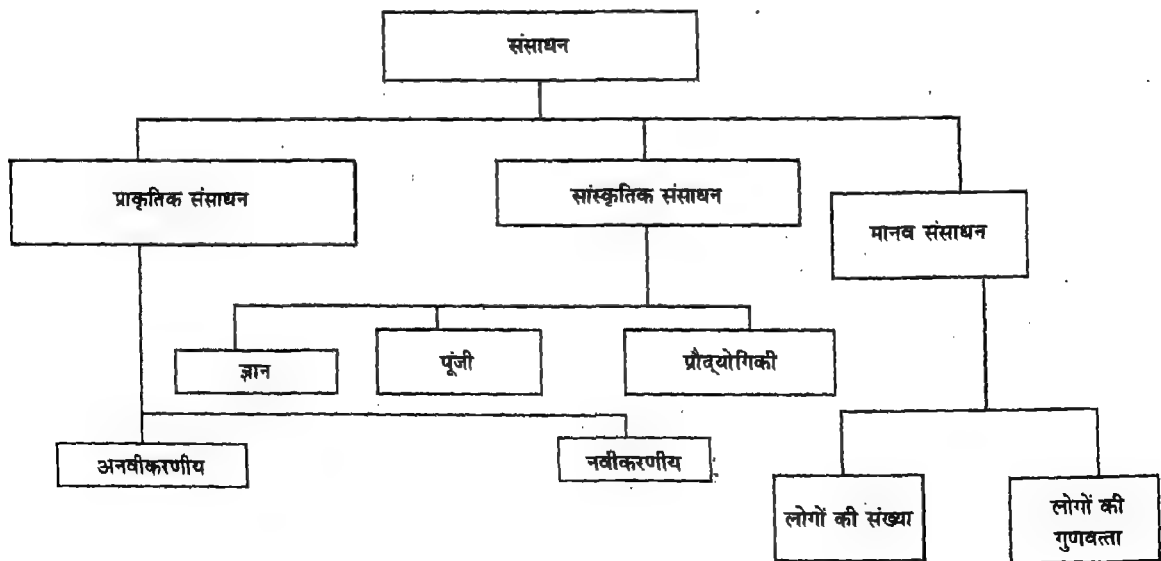 संसाधन
प्राकृतिक संसाधन
सांस्कृतिक संसाधन
मानव संसाधन
ज्ञान
पूंजी
प्रौद्योगिकी
अनवीकरणीय
नवीकरणीय
लोगों की संख्या
लोगों की
गुणवत्ता